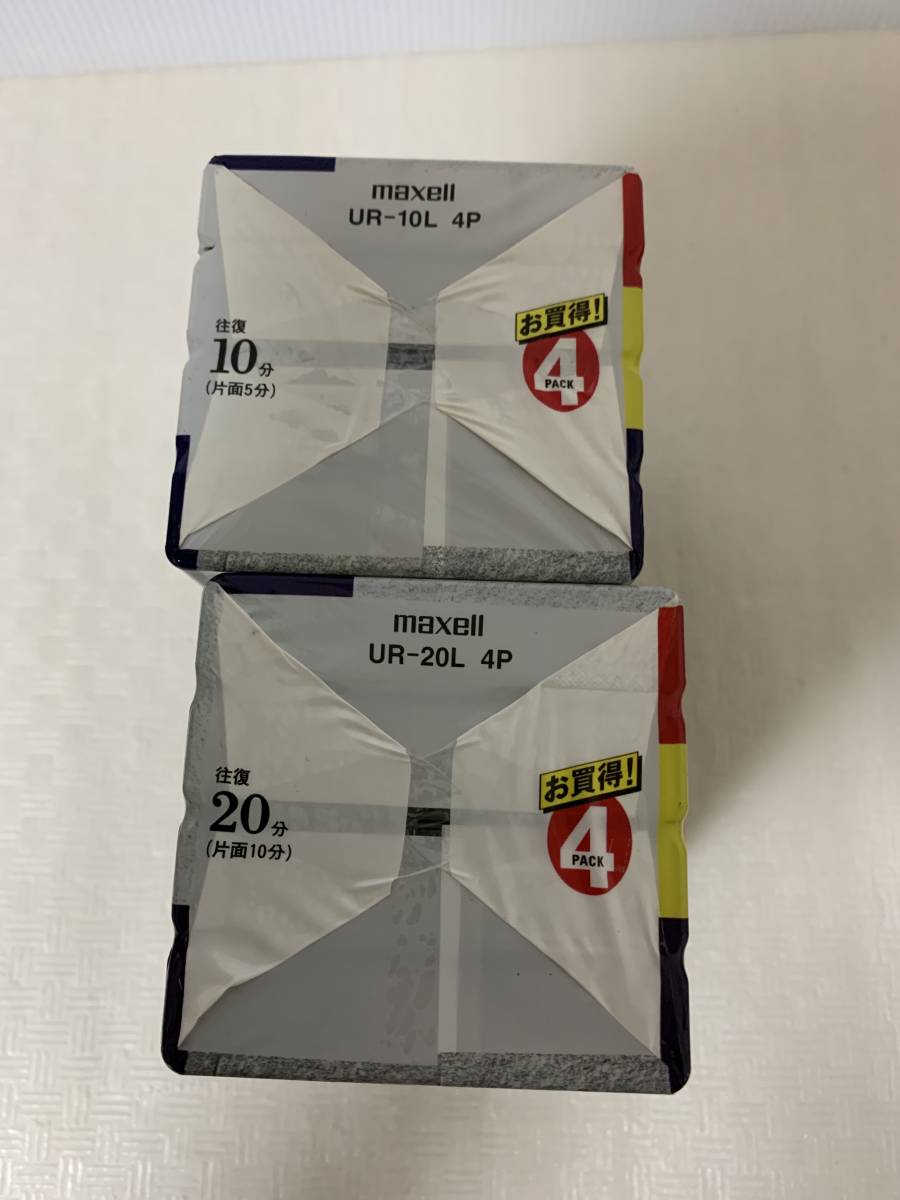 maxell
UR-10L 4P
往復
10分
(片面5分)
お買得!
4
PACK
maxell
UR-20L 4P
往復
20分
(片面10分)
お買得!
4
PACK